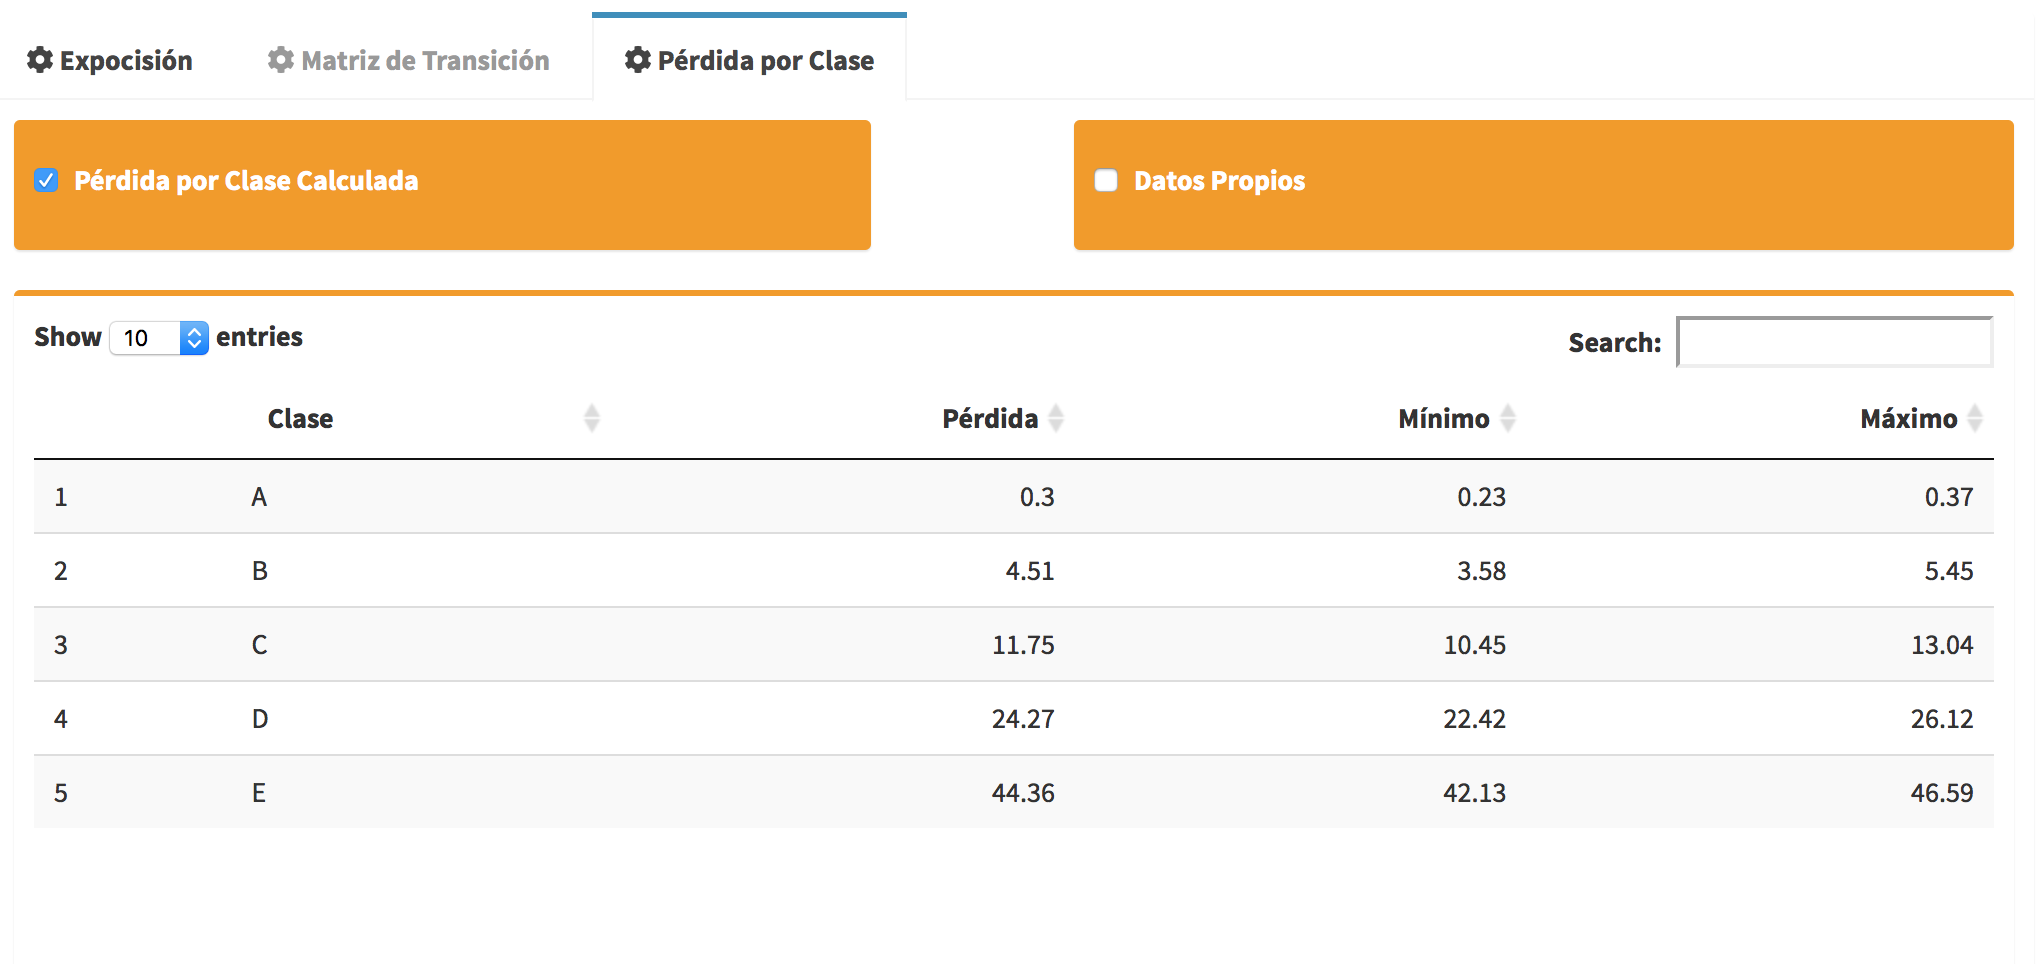 Expocisión Matriz de Transición Pérdida por Clase
Pérdida por Clase Calculada Datos Propios
Show 10 entries Search:
Clase Pérdida Mínimo Máximo
1 A 0.3 0.23 0.37
2 B 4.51 3.58 5.45
3 C 11.75 10.45 13.04
4 D 24.27 22.42 26.12
5 E 44.36 42.13 46.59